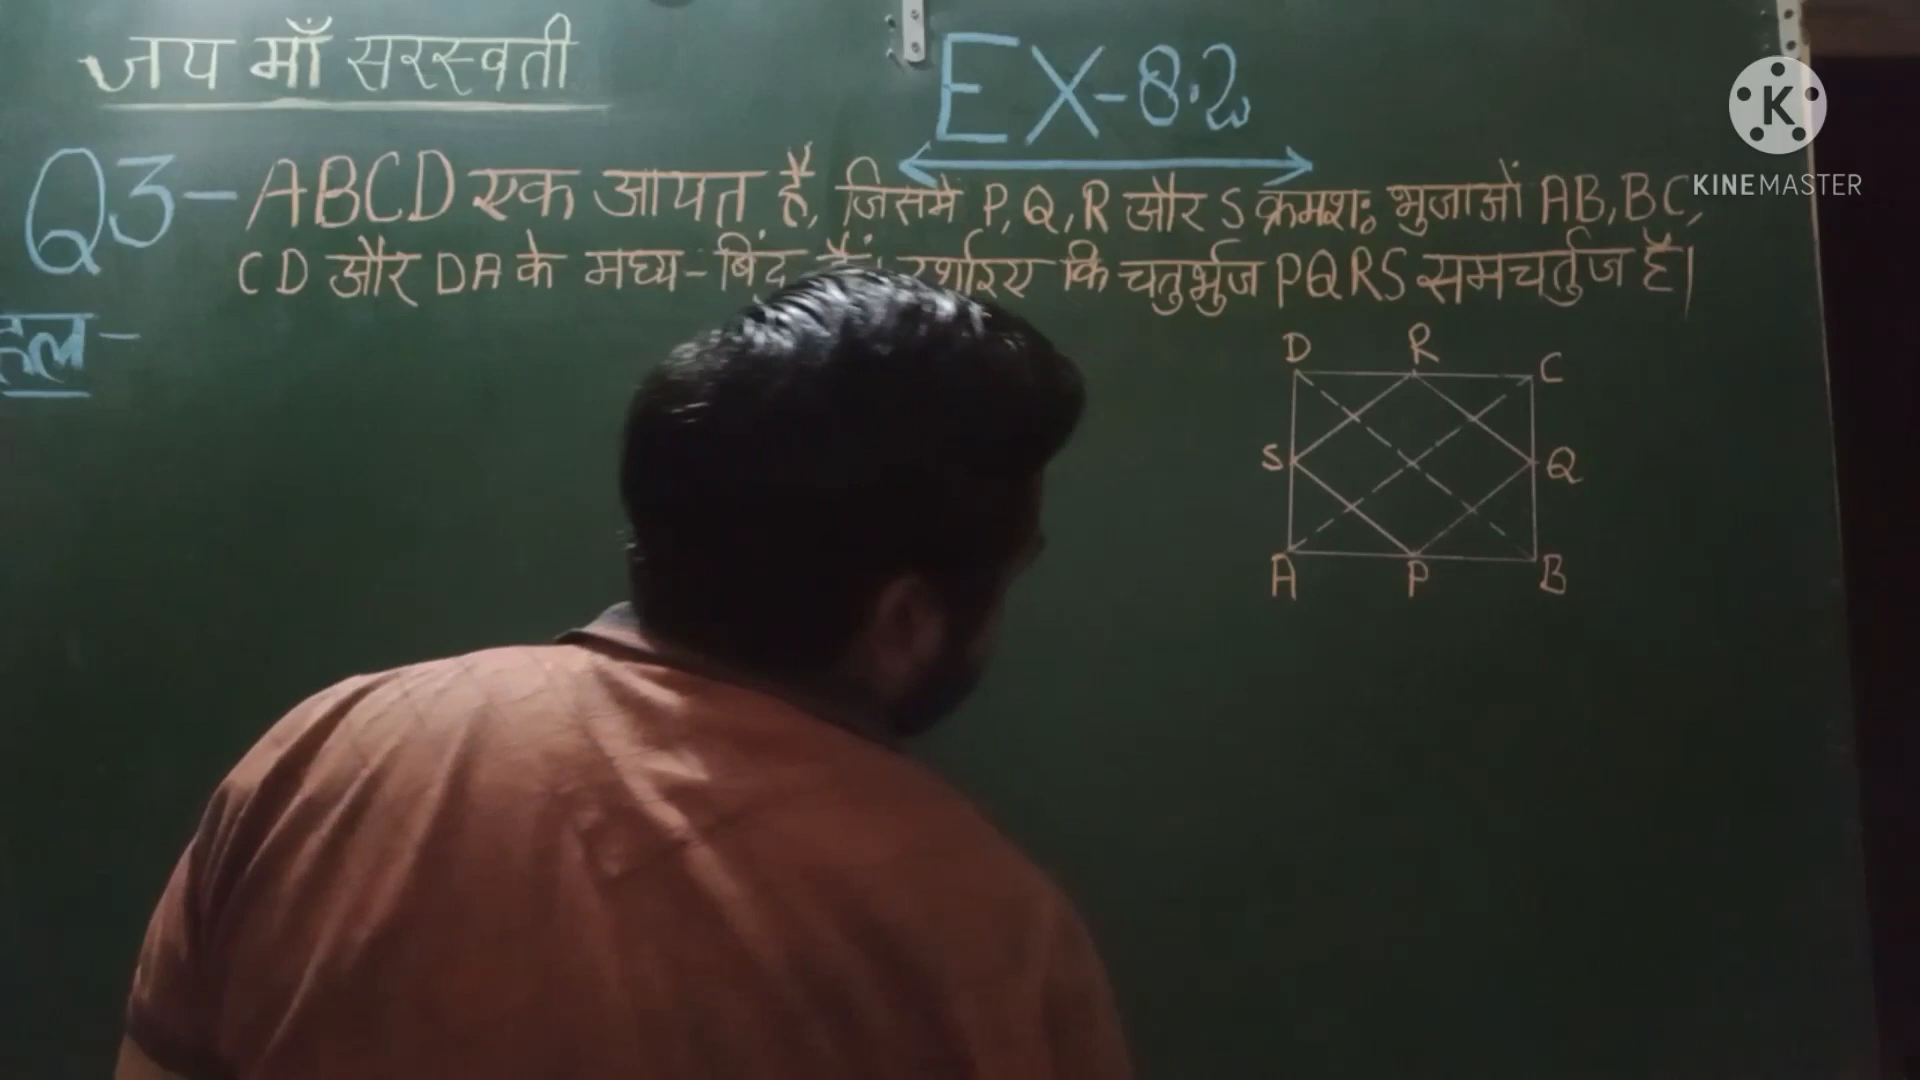 जय माँ सरस्वती
EX-8.2
Q3- ABCD एक आयत है, जिसमे P, Q, R और S क्रमशः भुजाओं AB, BC,
CD और DA के मध्य-बिंदु कि चतुर्भुज PQRS समचर्तुज है।
हल-
D R C
S Q
A P B
K
KINEMASTER